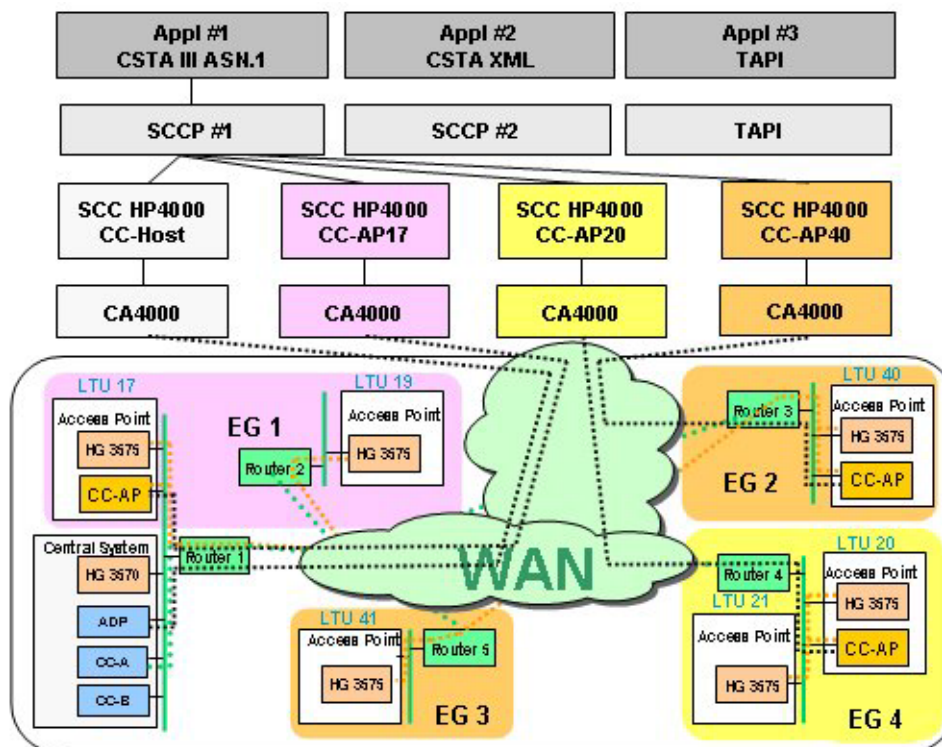 Appl #1
CSTA III ASN.1
Appl #2
CSTA XML
Appl #3
TAPI
SCCP #1
SCCP #2
TAPI
SCC HP4000
CC-Host
SCC HP4000
CC-AP17
SCC HP4000
CC-AP20
SCC HP4000
CC-AP40
CA4000
CA4000
CA4000
CA4000
LTU 17
Access Point
HG 3575
CC-AP
EG 1
LTU 19
Access Point
HG 3575
Router 2
Router 3
LTU 40
Access Point
HG 3575
CC-AP
EG 2
Central System
HG 3570
ADP
CC-A
CC-B
Router 1
WAN
LTU 41
Access Point
HG 3575
Router 5
EG 3
Router 4
LTU 20
Access Point
HG 3575
CC-AP
LTU 21
Access Point
HG 3575
EG 4